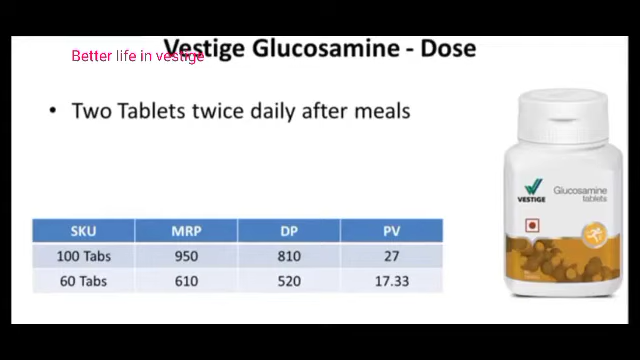 Better life in vestige
Vestige Glucosamine - Dose
• Two Tablets twice daily after meals
SKU MRP DP PV
100 Tabs 950 810 27
60 Tabs 610 520 17.33
VESTIGE
Glucosamine
tablets